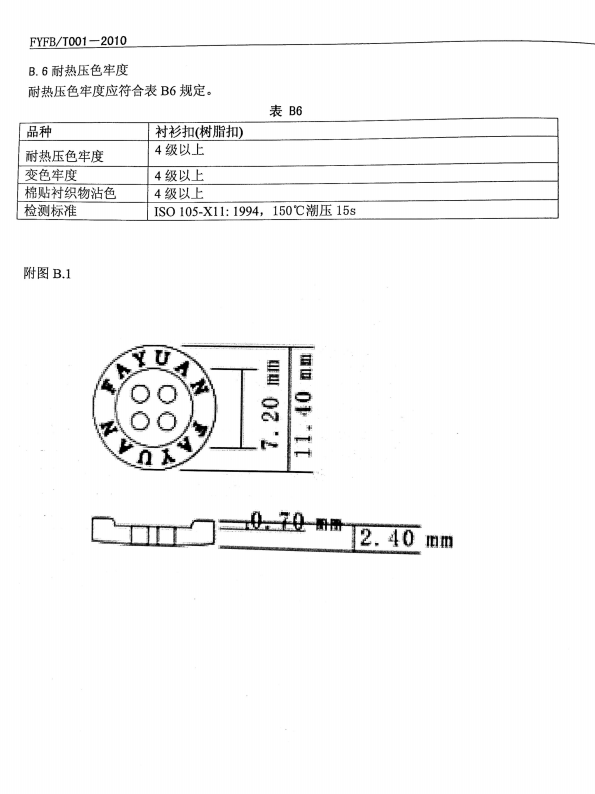 FYFB/T001－2010
B.6 耐热压色牢度
耐热压色牢度应符合表 B6 规定。
表 B6
品种 衬衫扣(树脂扣)
耐热压色牢度 4 级以上
变色牢度 4 级以上
棉贴衬织物沾色 4 级以上
检测标准 ISO 105-X11: 1994，150℃潮压 15s
附图 B.1
FAYUAN FAYUAN
7.20 mm
11.40 mm
0.70 mm
2.40 mm